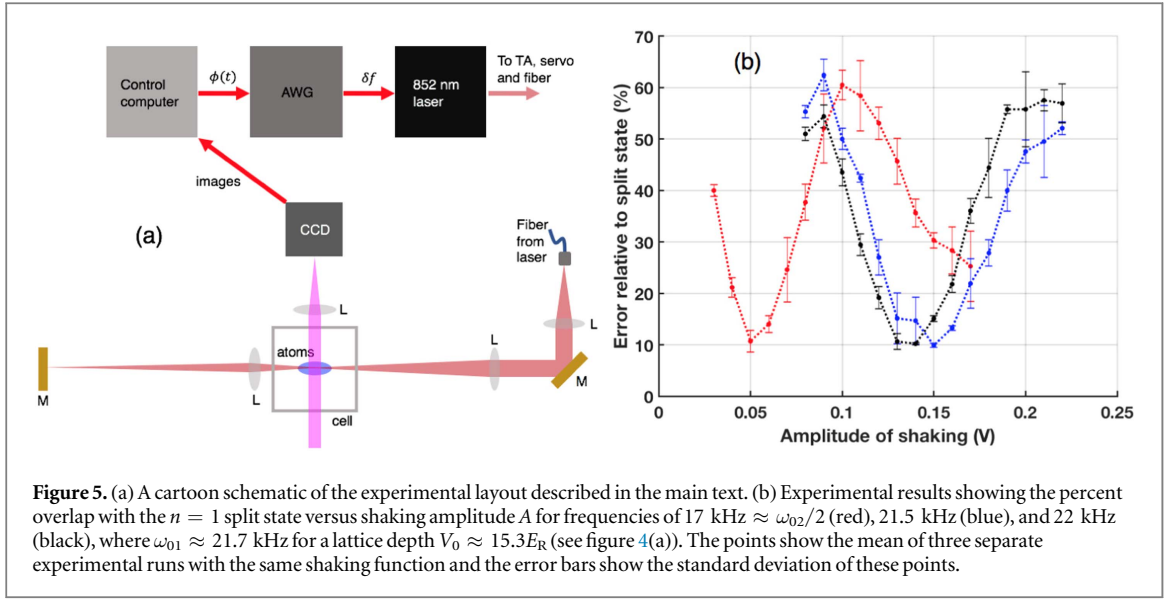 Control
computer
ϕ(t)
AWG
δf
852 nm
laser
To TA, servo
and fiber
images
CCD
(a)
Fiber
from
laser
L
L
L
L
atoms
M
M
cell
(b)
Error relative to split state (%)
70
60
50
40
30
20
10
0
0
0.05
0.1
0.15
0.2
0.25
Amplitude of shaking (V)
Figure 5. (a) A cartoon schematic of the experimental layout described in the main text. (b) Experimental results showing the percent
overlap with the n = 1 split state versus shaking amplitude A for frequencies of 17 kHz ≈ ω02/2 (red), 21.5 kHz (blue), and 22 kHz
(black), where ω01 ≈ 21.7 kHz for a lattice depth V0 ≈ 15.3ER (see figure 4(a)). The points show the mean of three separate
experimental runs with the same shaking function and the error bars show the standard deviation of these points.